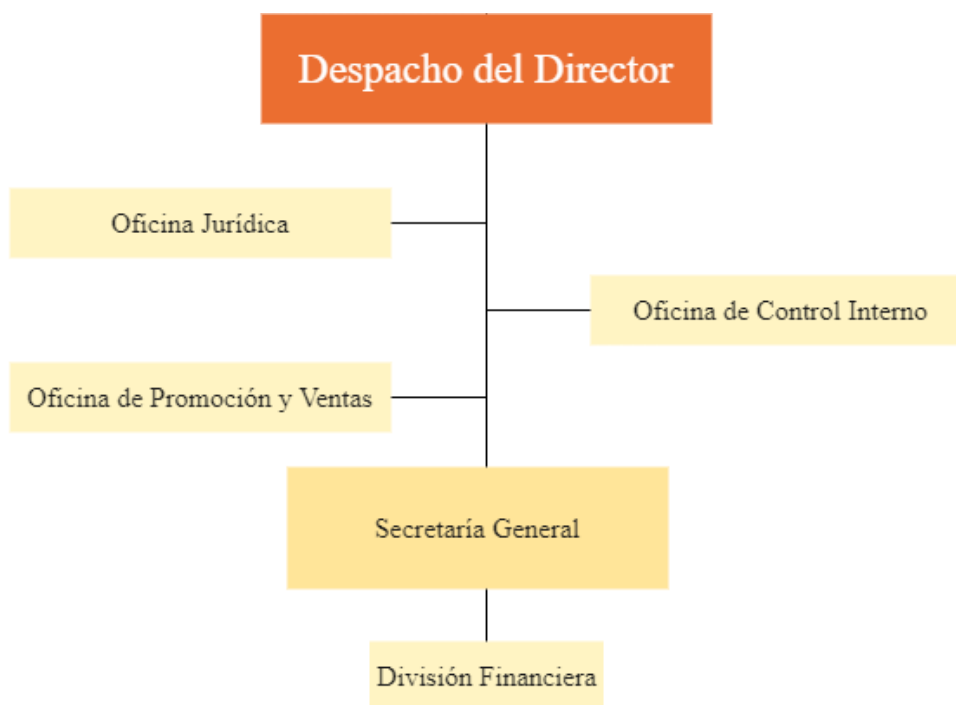 Despacho del Director
Oficina Jurídica
Oficina de Control Interno
Oficina de Promoción y Ventas
Secretaría General
División Financiera